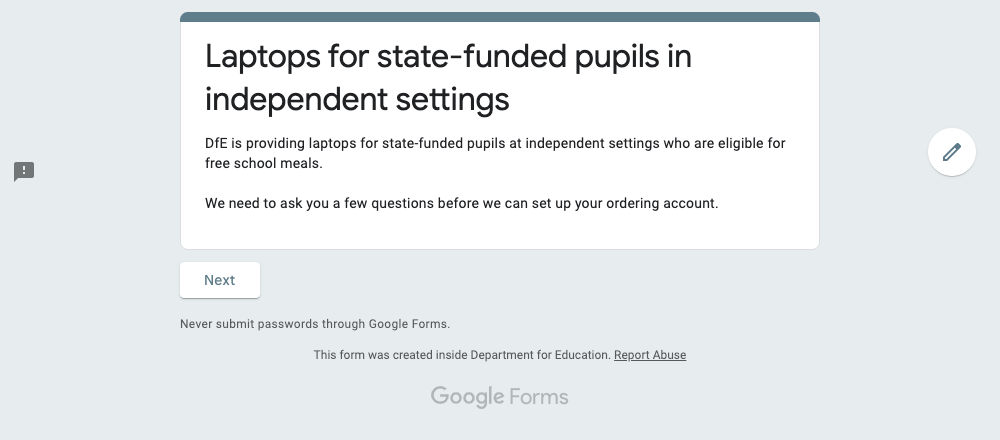 Laptops for state-funded pupils in
independent settings
DfE is providing laptops for state-funded pupils at independent settings who are eligible for
free school meals.
We need to ask you a few questions before we can set up your ordering account.
Next
Never submit passwords through Google Forms.
This form was created inside Department for Education. Report Abuse
Google Forms